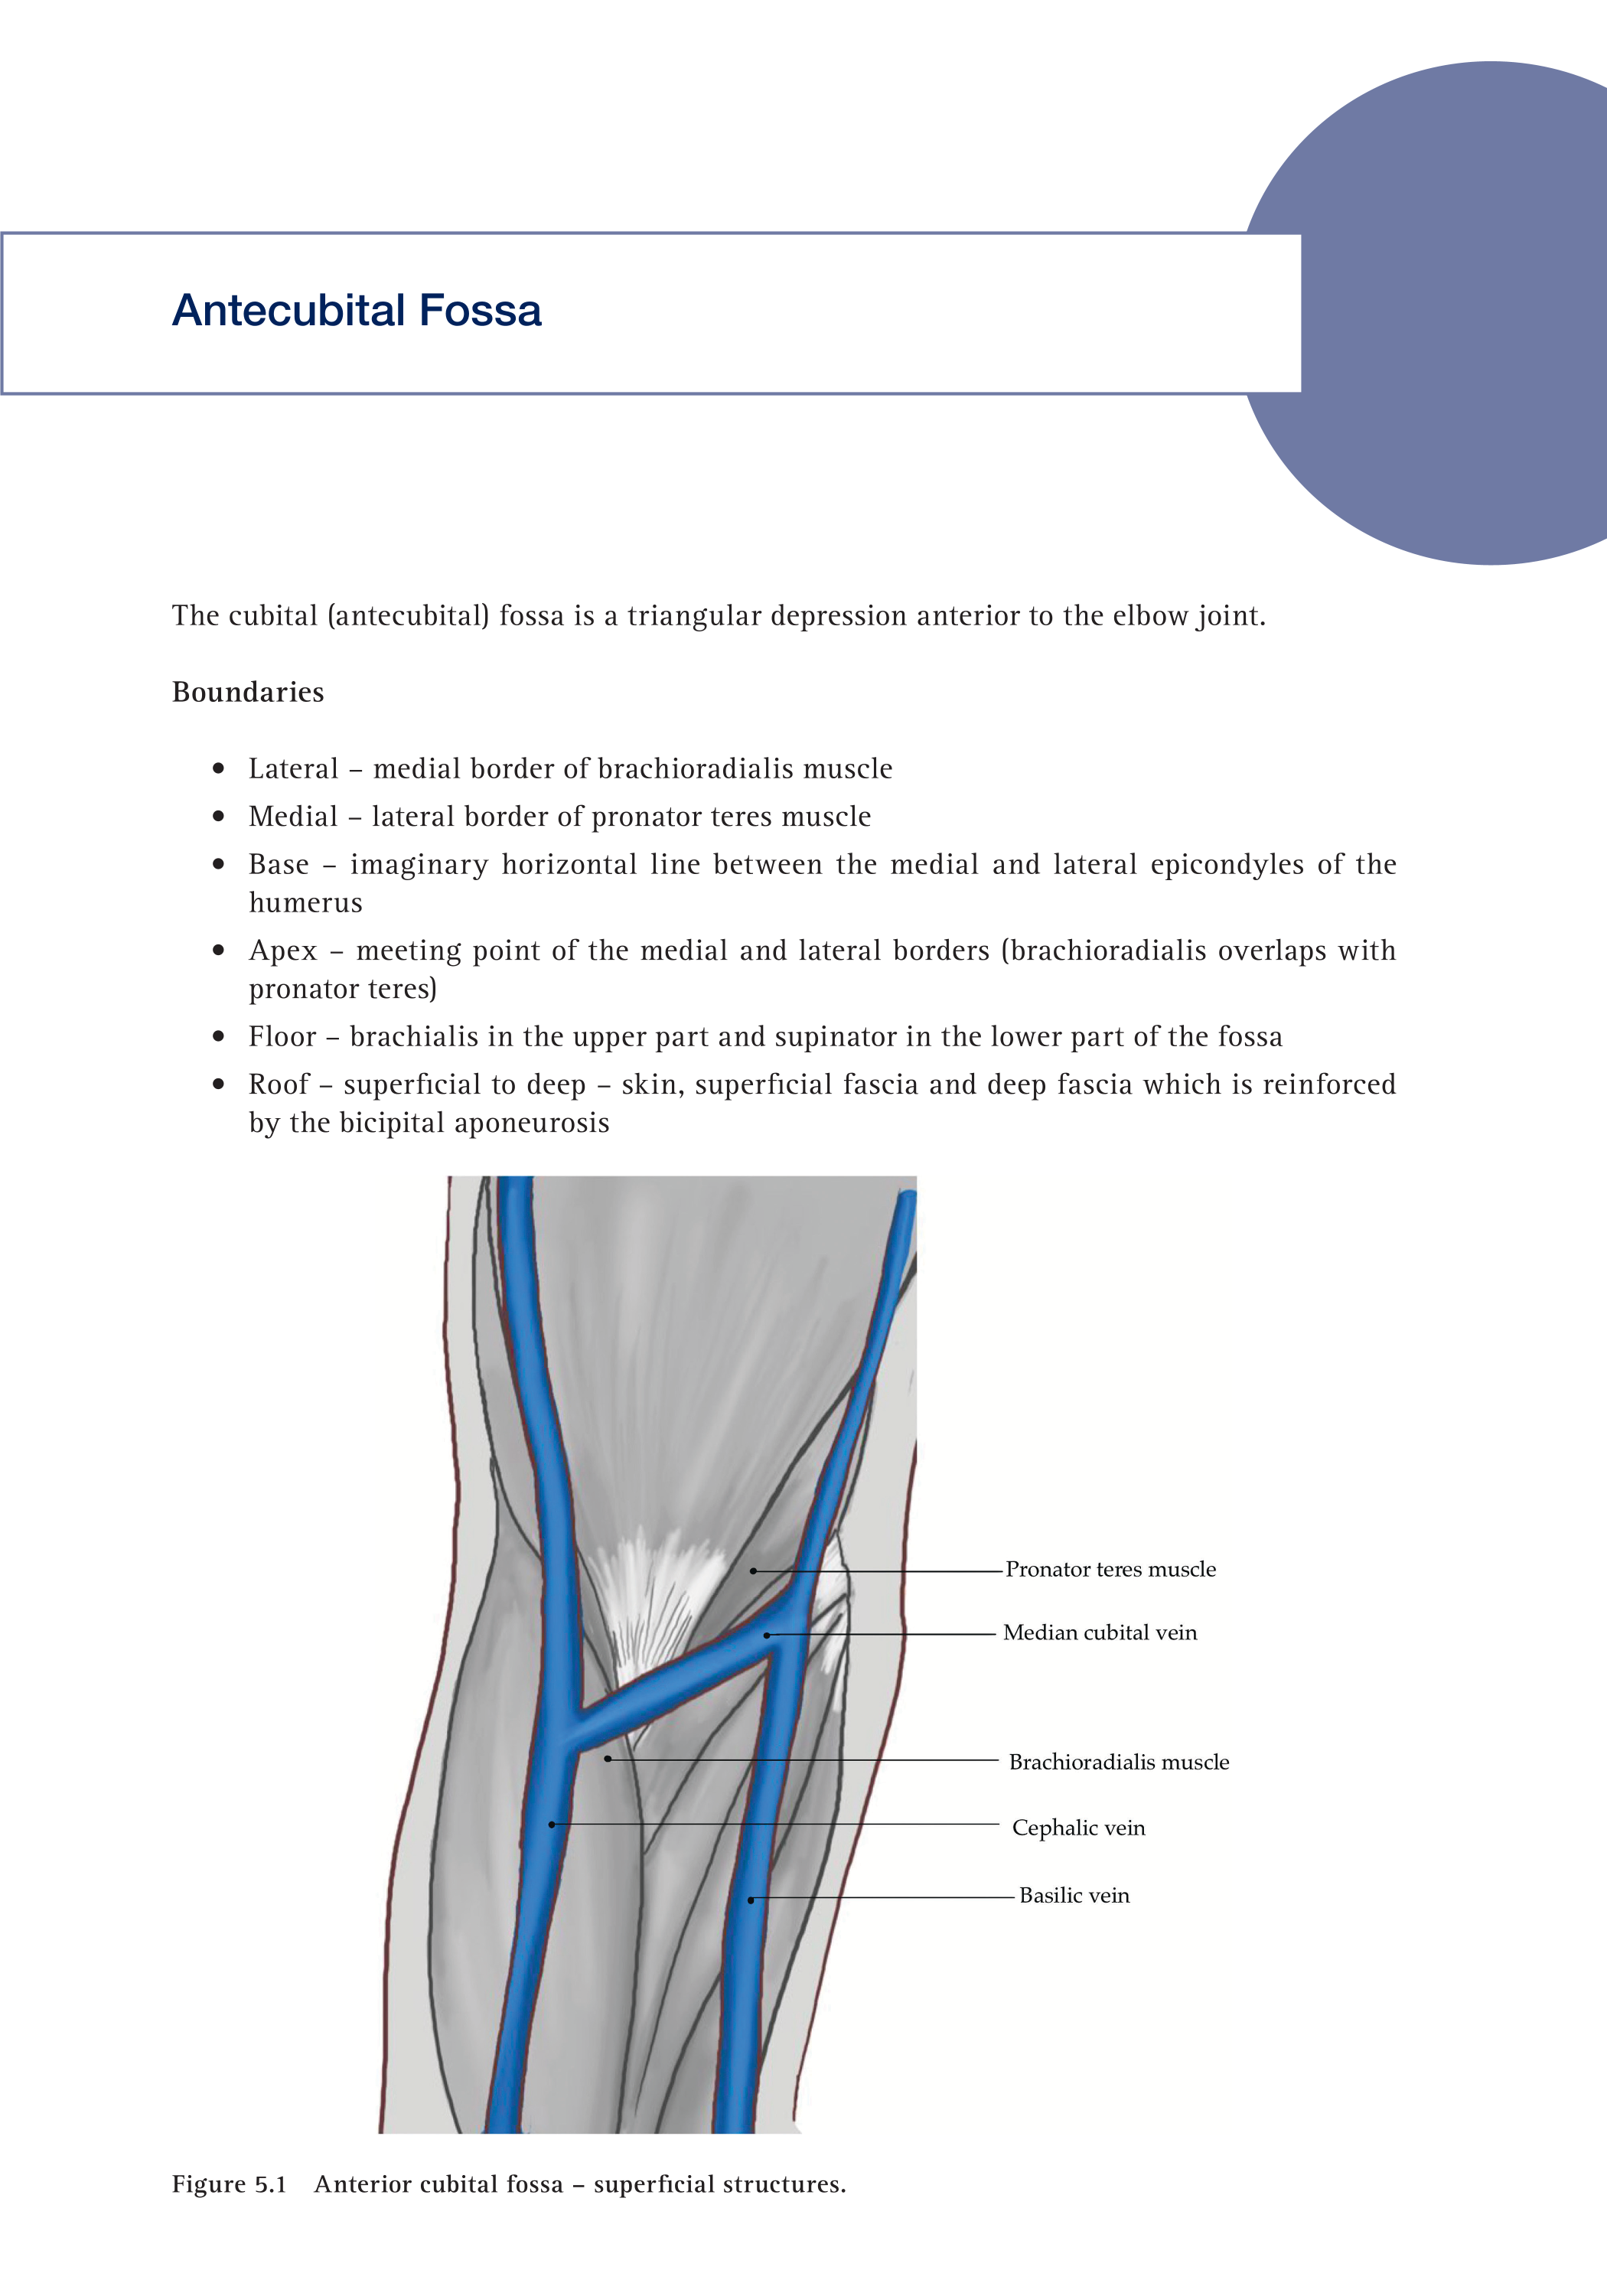 Antecubital Fossa
The cubital (antecubital) fossa is a triangular depression anterior to the elbow joint.
Boundaries
• Lateral – medial border of brachioradialis muscle
• Medial – lateral border of pronator teres muscle
• Base – imaginary horizontal line between the medial and lateral epicondyles of the
humerus
• Apex – meeting point of the medial and lateral borders (brachioradialis overlaps with
pronator teres)
• Floor – brachialis in the upper part and supinator in the lower part of the fossa
• Roof – superficial to deep – skin, superficial fascia and deep fascia which is reinforced
by the bicipital aponeurosis
Pronator teres muscle
Median cubital vein
Brachioradialis muscle
Cephalic vein
Basilic vein
Figure 5.1 Anterior cubital fossa – superficial structures.